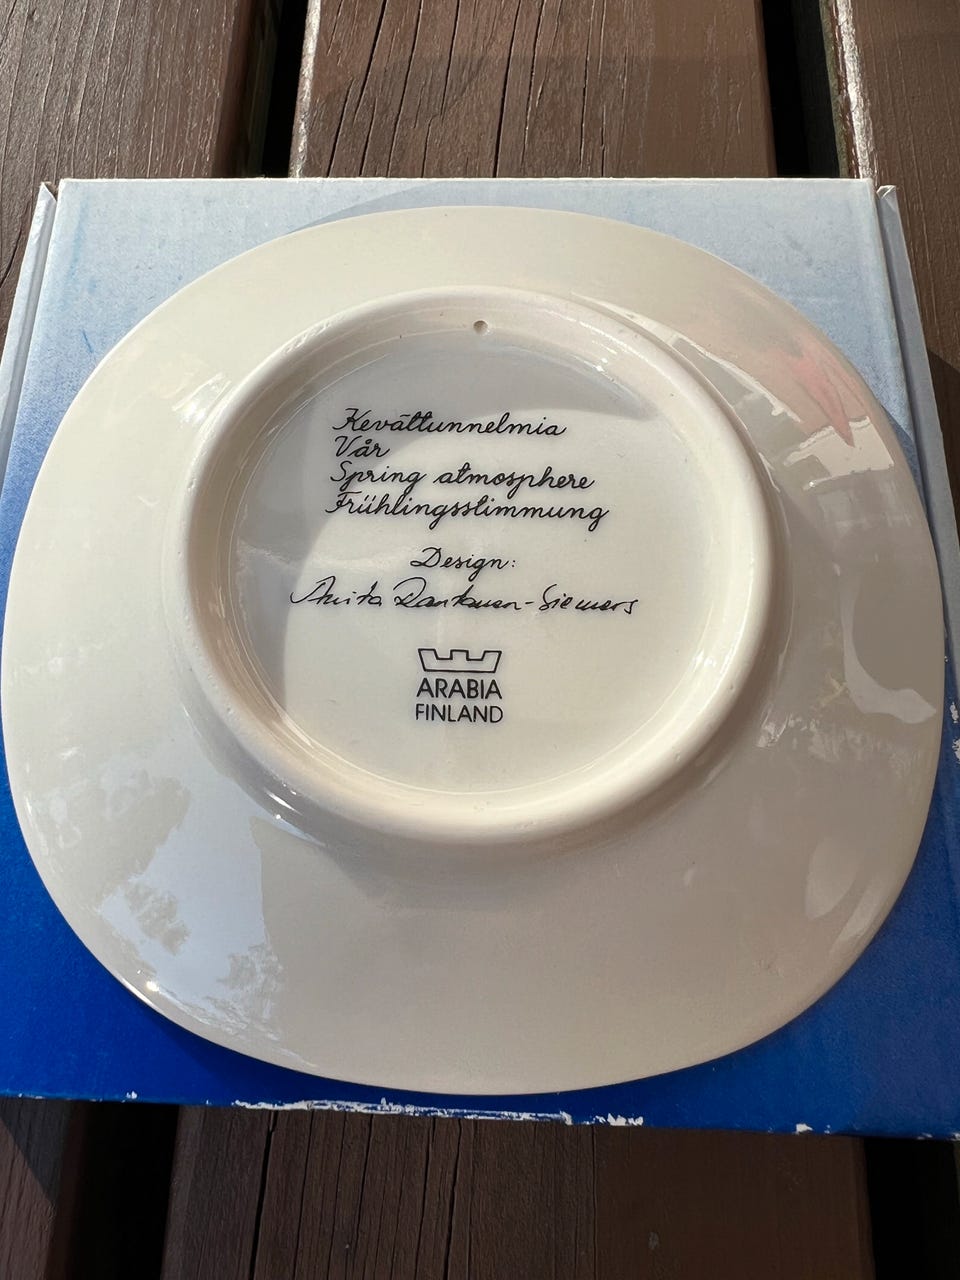 Kevättunnelmia
Vår
Spring atmosphere
Frühlingsstimmung
Design:
Anita Rantanen-Siemers
ARABIA
FINLAND